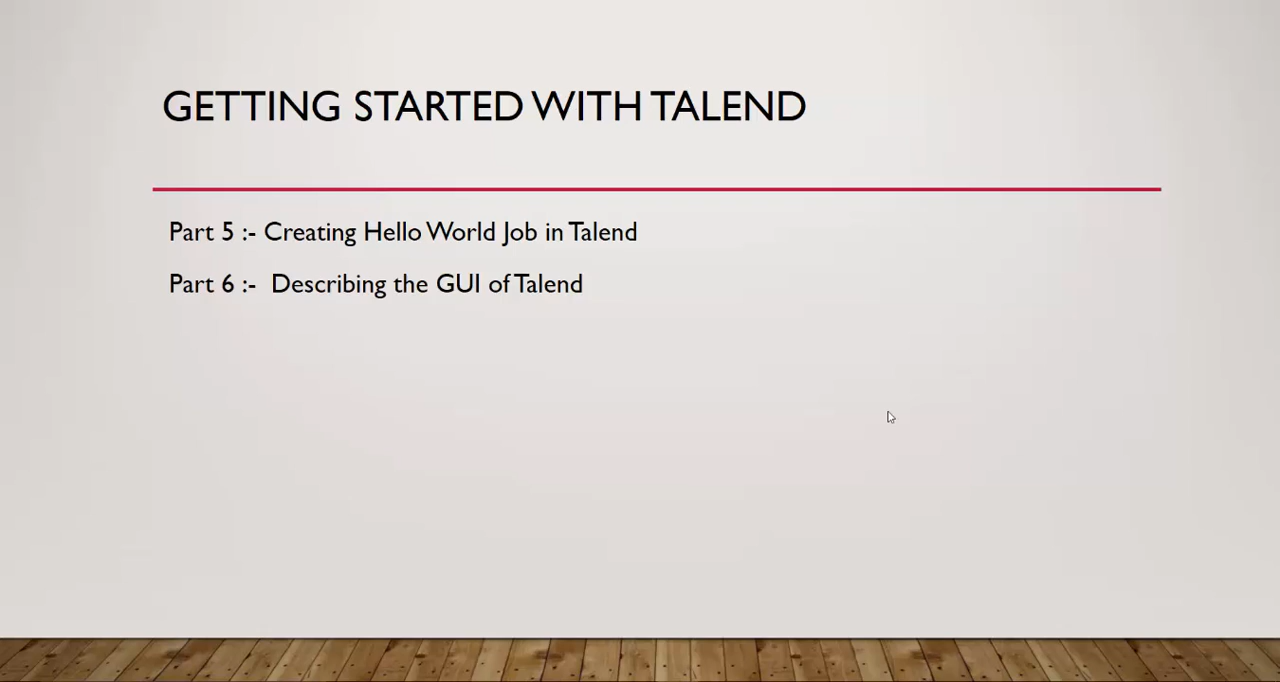 GETTING STARTED WITH TALEND
Part 5 :- Creating Hello World Job in Talend
Part 6 :-  Describing the GUI of Talend